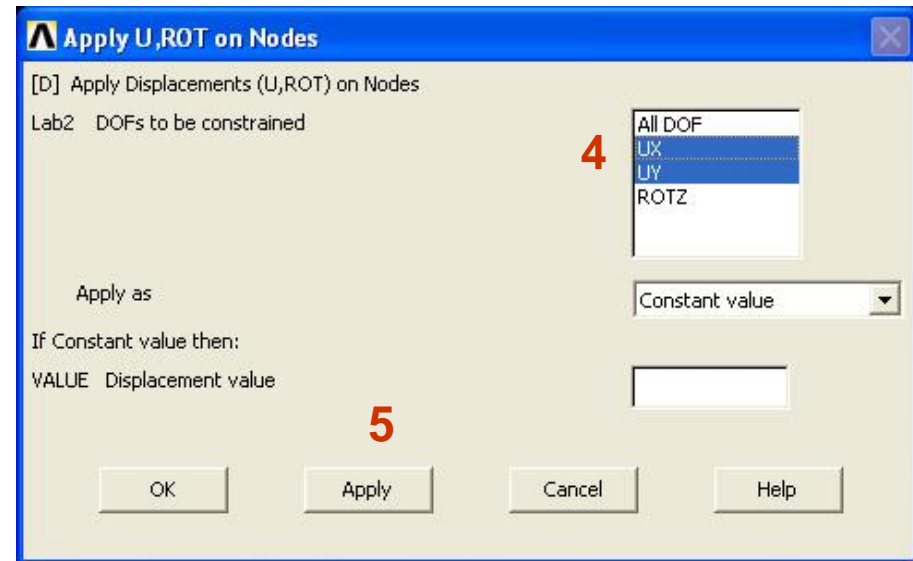 Apply U,ROT on Nodes
[D] Apply Displacements (U,ROT) on Nodes
Lab2 DOFs to be constrained
4
All DOF
UX
UY
ROTZ
Apply as
Constant value
If Constant value then:
VALUE Displacement value
5
OK Apply Cancel Help